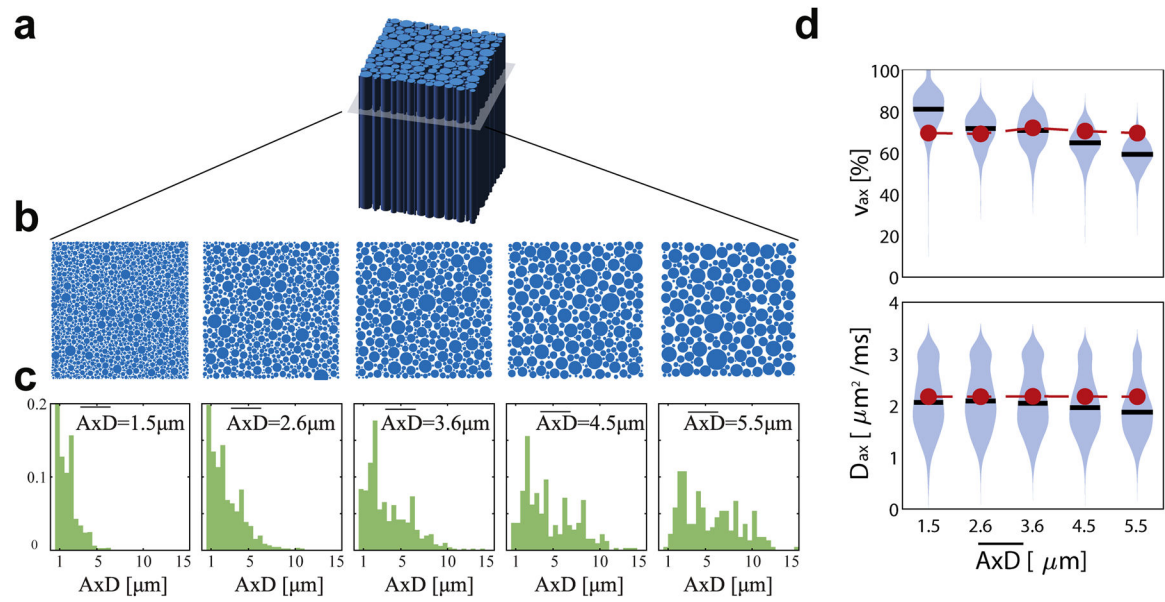 a
b
c
0.2
0.1
0
AxD=1.5μm
AxD=2.6μm
AxD=3.6μm
AxD=4.5μm
AxD=5.5μm
1 5 10 15
1 5 10 15
1 5 10 15
1 5 10 15
1 5 10 15
AxD [μm]
AxD [μm]
AxD [μm]
AxD [μm]
AxD [μm]
d
100
80
60
40
20
0
νax [%]
4
3
2
1
0
Dax [ μm² /ms]
1.5 2.6 3.6 4.5 5.5
AxD [ μm]